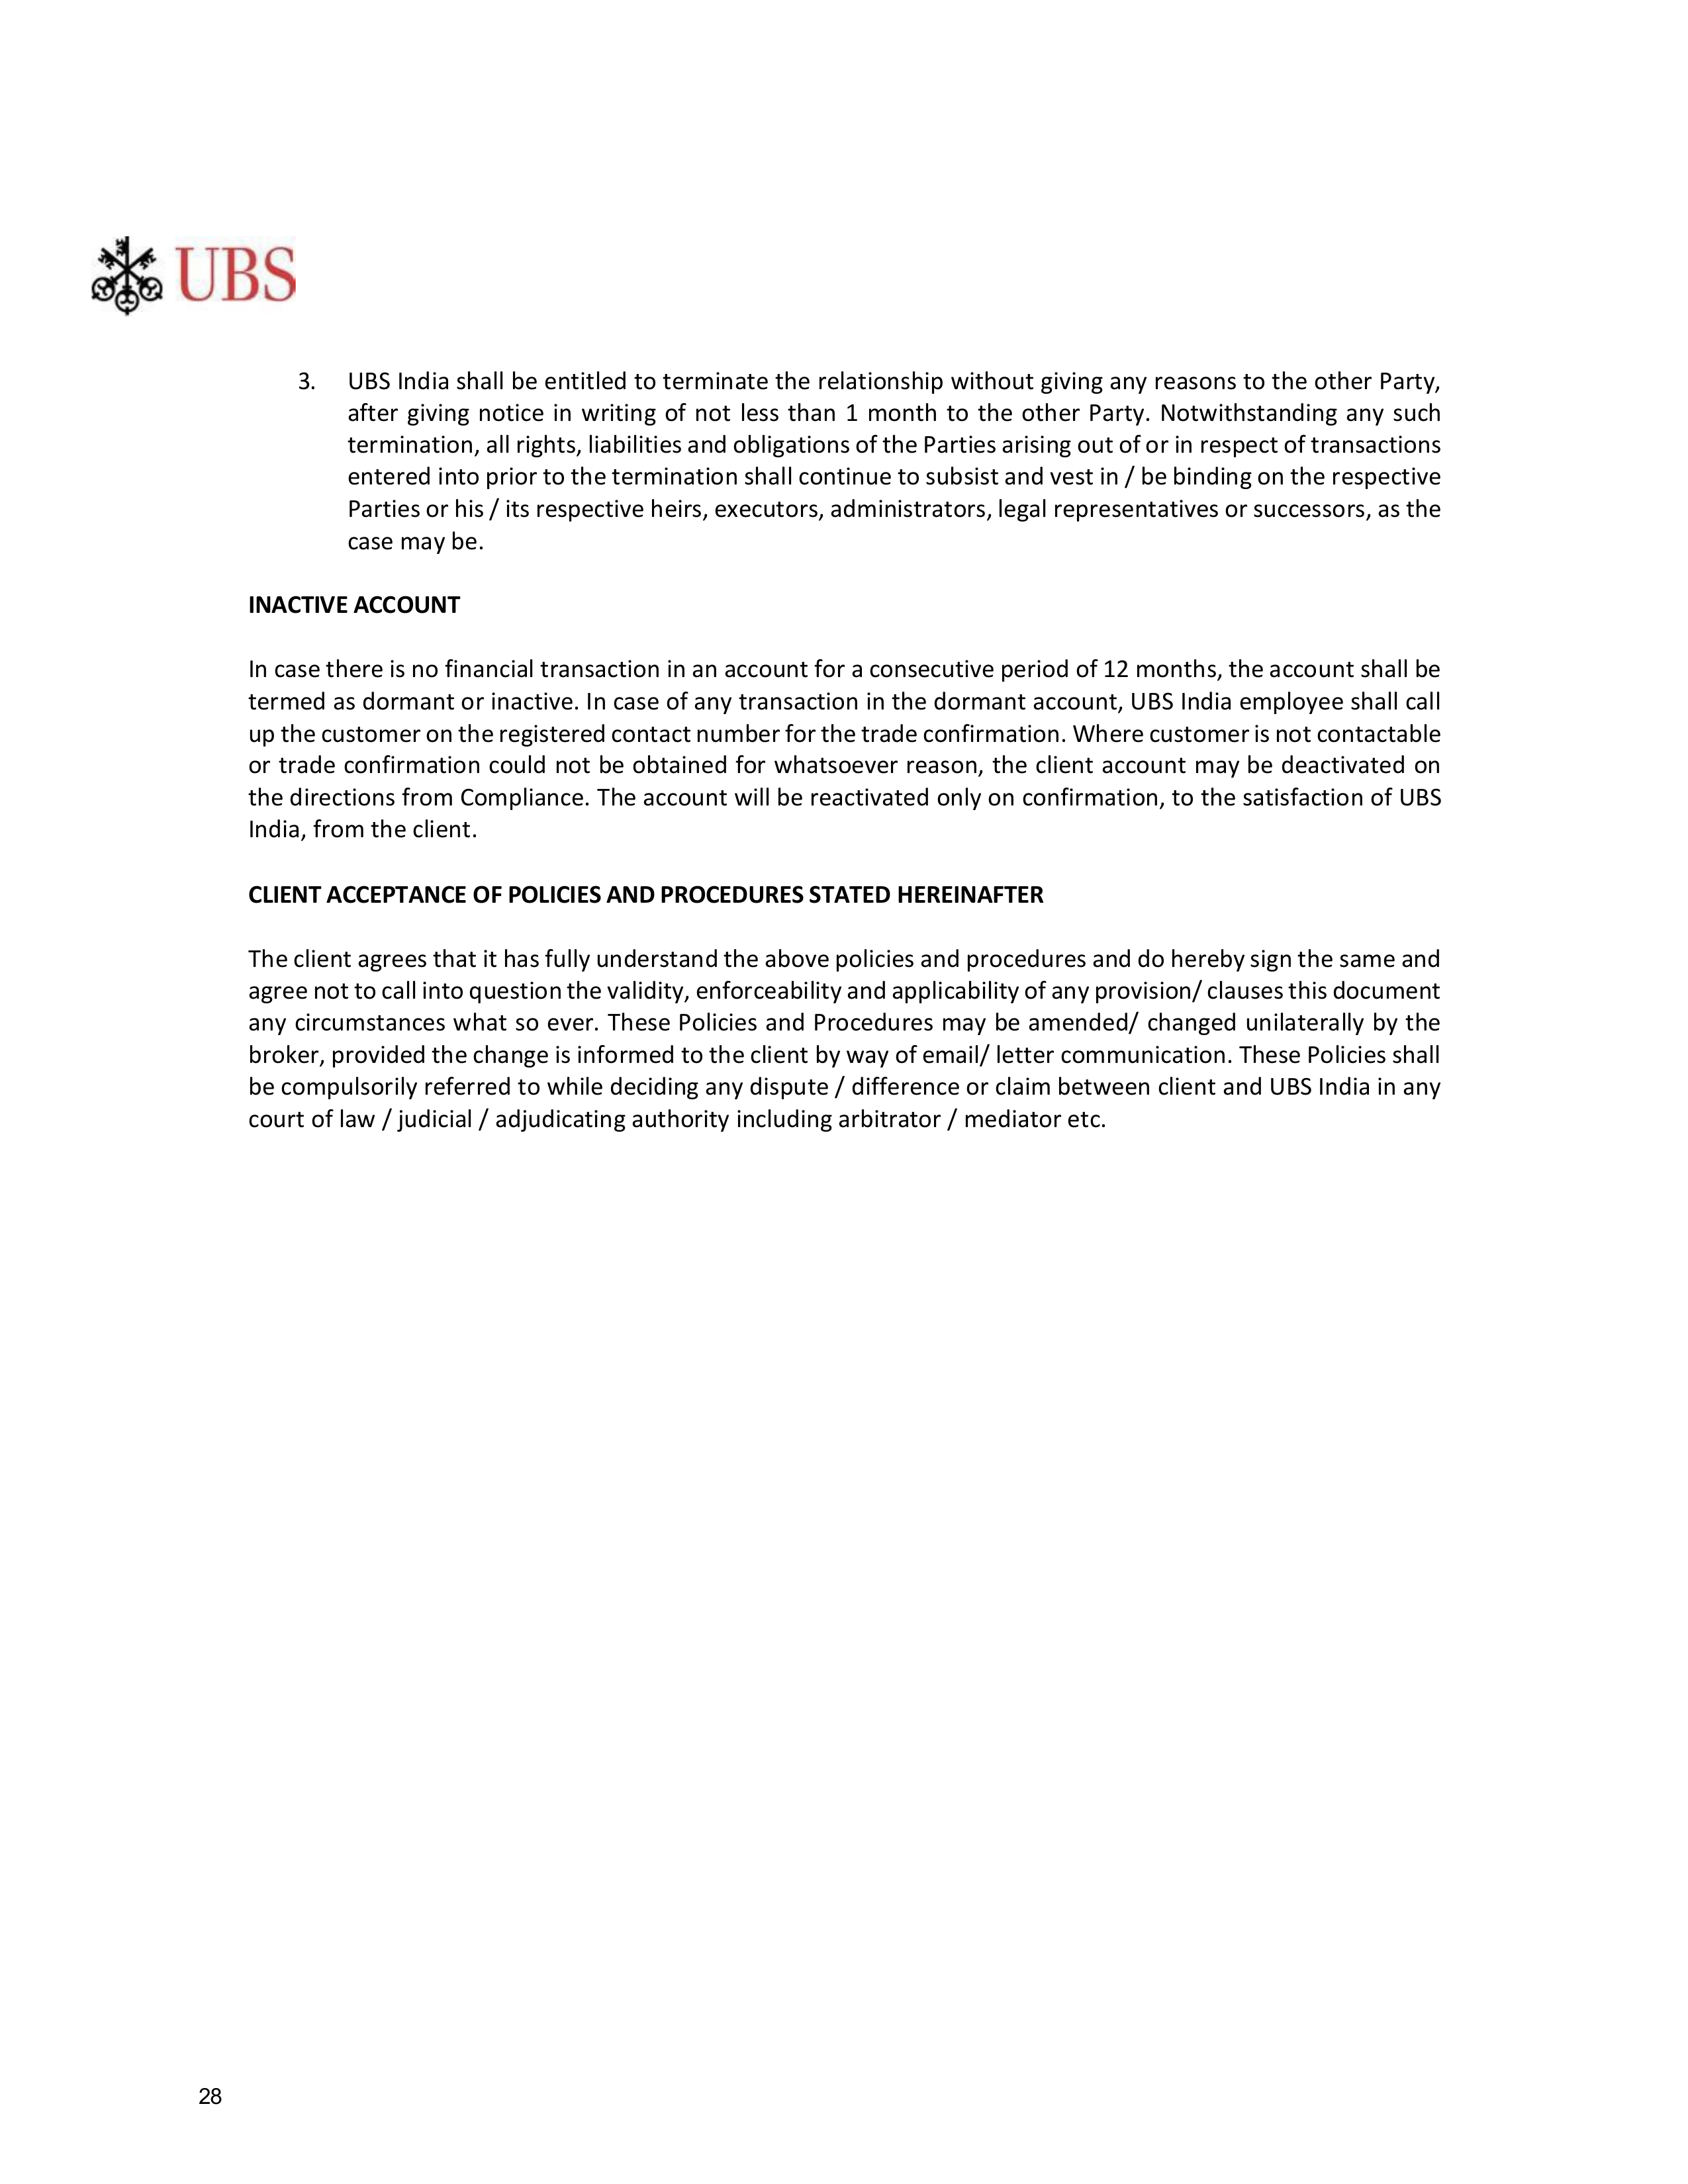 UBS
3. UBS India shall be entitled to terminate the relationship without giving any reasons to the other Party,
after giving notice in writing of not less than 1 month to the other Party. Notwithstanding any such
termination, all rights, liabilities and obligations of the Parties arising out of or in respect of transactions
entered into prior to the termination shall continue to subsist and vest in / be binding on the respective
Parties or his / its respective heirs, executors, administrators, legal representatives or successors, as the
case may be.
INACTIVE ACCOUNT
In case there is no financial transaction in an account for a consecutive period of 12 months, the account shall be
termed as dormant or inactive. In case of any transaction in the dormant account, UBS India employee shall call
up the customer on the registered contact number for the trade confirmation. Where customer is not contactable
or trade confirmation could not be obtained for whatsoever reason, the client account may be deactivated on
the directions from Compliance. The account will be reactivated only on confirmation, to the satisfaction of UBS
India, from the client.
CLIENT ACCEPTANCE OF POLICIES AND PROCEDURES STATED HEREINAFTER
The client agrees that it has fully understand the above policies and procedures and do hereby sign the same and
agree not to call into question the validity, enforceability and applicability of any provision/ clauses this document
any circumstances what so ever. These Policies and Procedures may be amended/ changed unilaterally by the
broker, provided the change is informed to the client by way of email/ letter communication. These Policies shall
be compulsorily referred to while deciding any dispute / difference or claim between client and UBS India in any
court of law / judicial / adjudicating authority including arbitrator / mediator etc.
28